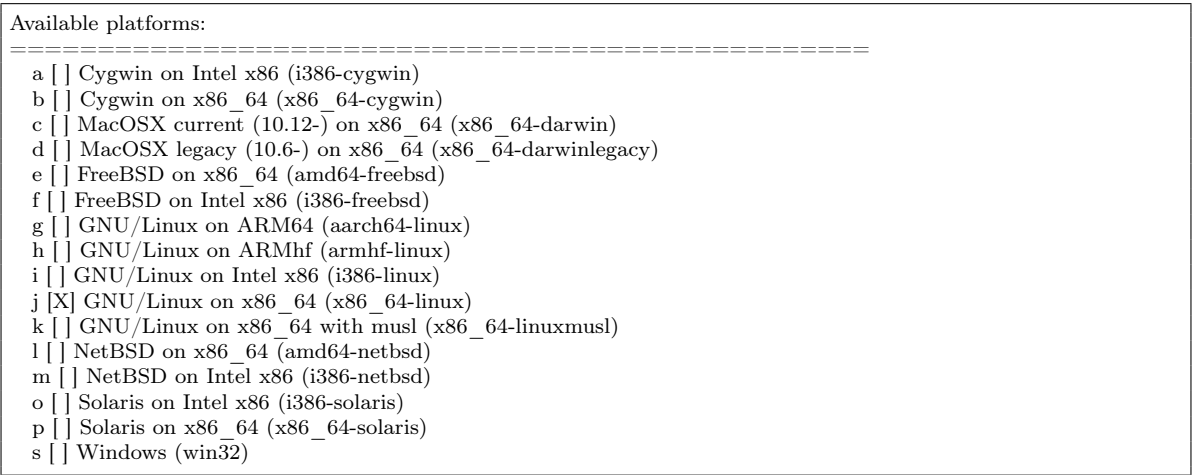 Available platforms:
=================================================
a [ ] Cygwin on Intel x86 (i386-cygwin)
b [ ] Cygwin on x86_64 (x86_64-cygwin)
c [ ] MacOSX current (10.12-) on x86_64 (x86_64-darwin)
d [ ] MacOSX legacy (10.6-) on x86_64 (x86_64-darwinlegacy)
e [ ] FreeBSD on x86_64 (amd64-freebsd)
f [ ] FreeBSD on Intel x86 (i386-freebsd)
g [ ] GNU/Linux on ARM64 (aarch64-linux)
h [ ] GNU/Linux on ARMhf (armhf-linux)
i [ ] GNU/Linux on Intel x86 (i386-linux)
j [X] GNU/Linux on x86_64 (x86_64-linux)
k [ ] GNU/Linux on x86_64 with musl (x86_64-linuxmusl)
l [ ] NetBSD on x86_64 (amd64-netbsd)
m [ ] NetBSD on Intel x86 (i386-netbsd)
o [ ] Solaris on Intel x86 (i386-solaris)
p [ ] Solaris on x86_64 (x86_64-solaris)
s [ ] Windows (win32)